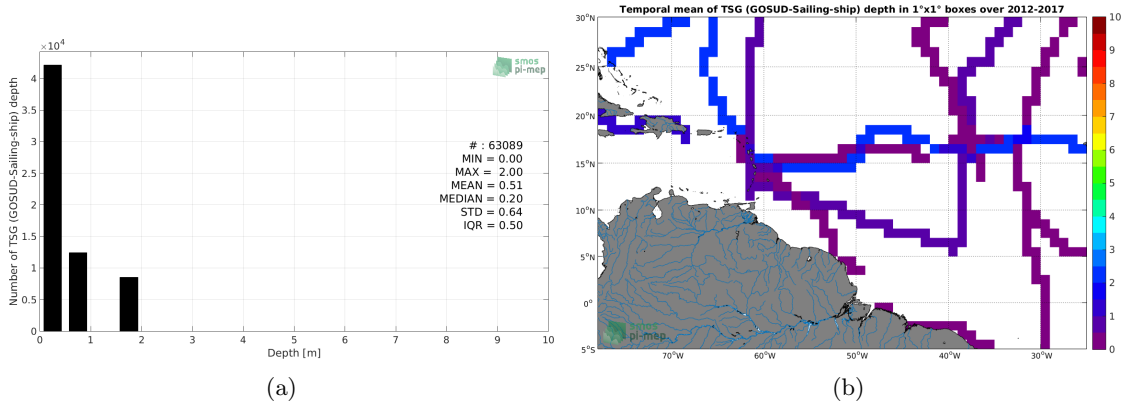 ×10⁴
4
3.5
3
2.5
2
1.5
1
0.5
0
0 1 2 3 4 5 6 7 8 9 10
Number of TSG (GOSUD-Sailing-ship) depth
Depth [m]
smos
pi-mep
# : 63089
MIN = 0.00
MAX = 2.00
MEAN = 0.51
MEDIAN = 0.20
STD = 0.64
IQR = 0.50
(a)
Temporal mean of TSG (GOSUD-Sailing-ship) depth in 1°x1° boxes over 2012-2017
30°N
25°N
20°N
15°N
10°N
5°N
0°
5°S
70°W 60°W 50°W 40°W 30°W
smos
pi-mep
10
9
8
7
6
5
4
3
2
1
0
(b)